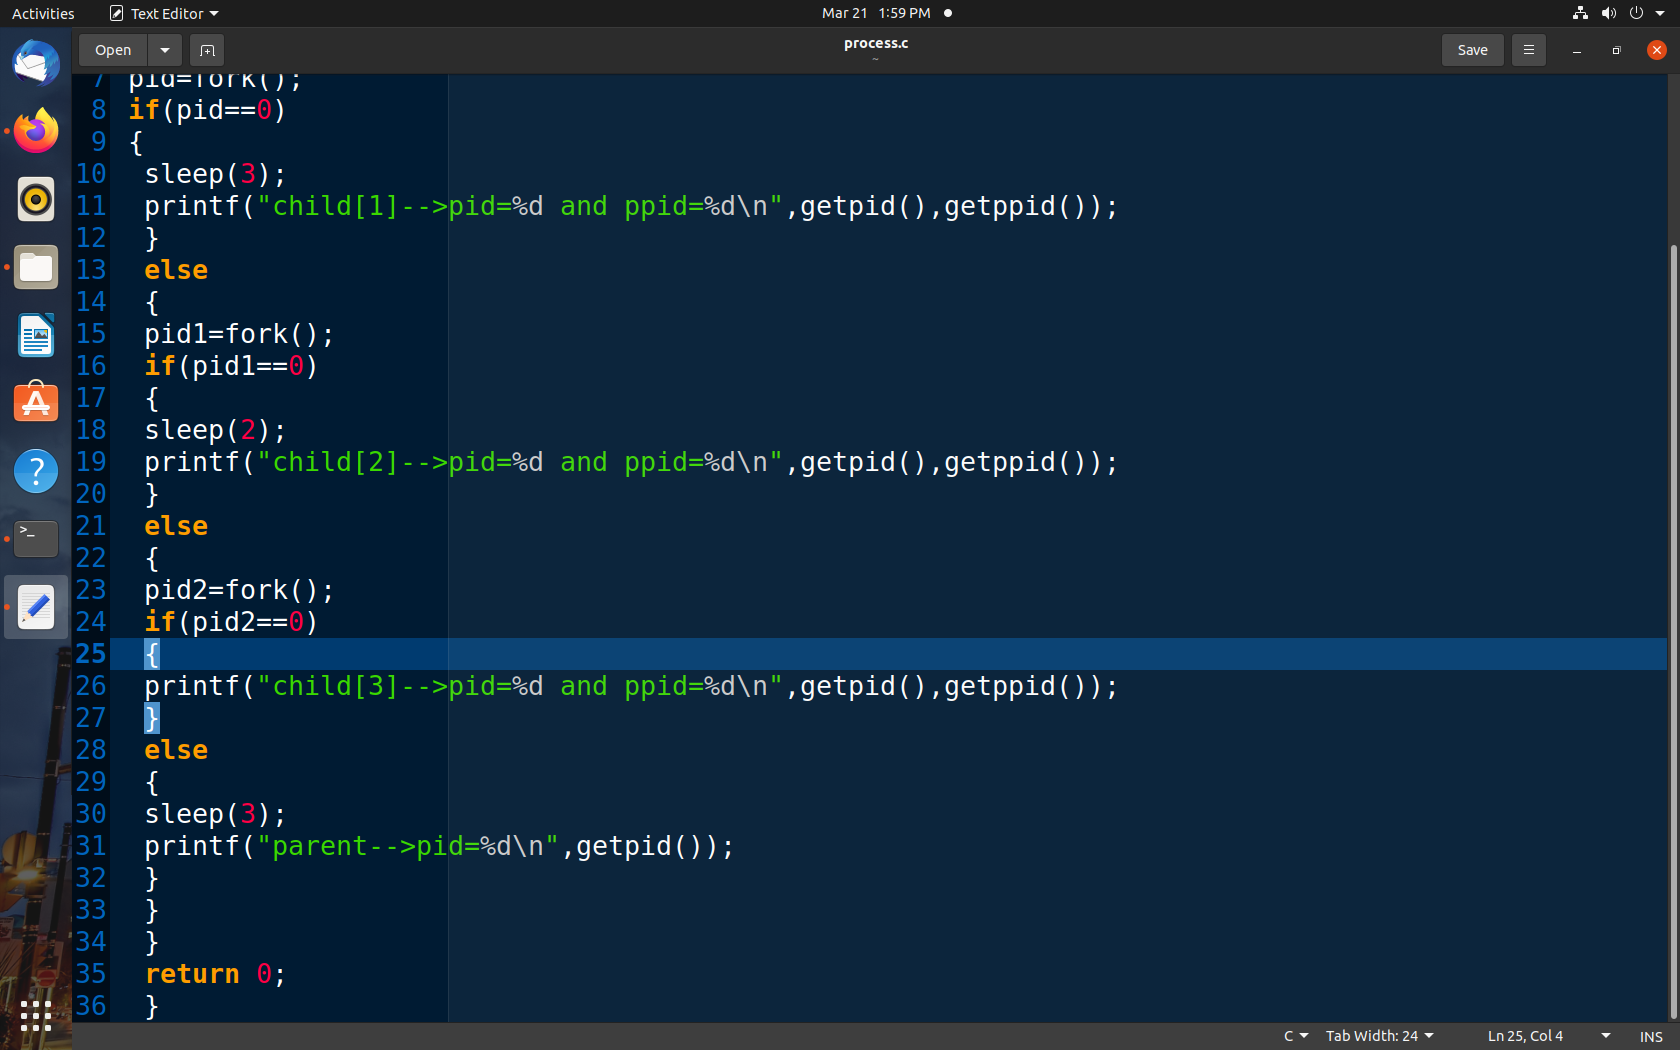 Activities Text Editor Mar 21 1:59 PM
Open process.c Save
~
7 pid=fork();
8 if(pid==0)
9 {
10 sleep(3);
11 printf("child[1]-->pid=%d and ppid=%d\n",getpid(),getppid());
12 }
13 else
14 {
15 pid1=fork();
16 if(pid1==0)
17 {
18 sleep(2);
19 printf("child[2]-->pid=%d and ppid=%d\n",getpid(),getppid());
20 }
21 else
22 {
23 pid2=fork();
24 if(pid2==0)
25 {
26 printf("child[3]-->pid=%d and ppid=%d\n",getpid(),getppid());
27 }
28 else
29 {
30 sleep(3);
31 printf("parent-->pid=%d\n",getpid());
32 }
33 }
34 }
35 return 0;
36 }
C Tab Width: 24 Ln 25, Col 4 INS